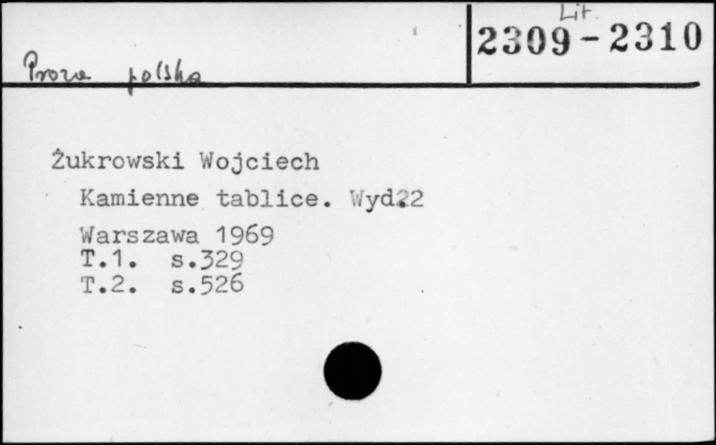 Lit.
2309-2310
Proza polska
Żukrowski Wojciech
Kamienne tablice. Wyd.2
Warszawa 1969
T.1. s.329
T.2. s.526